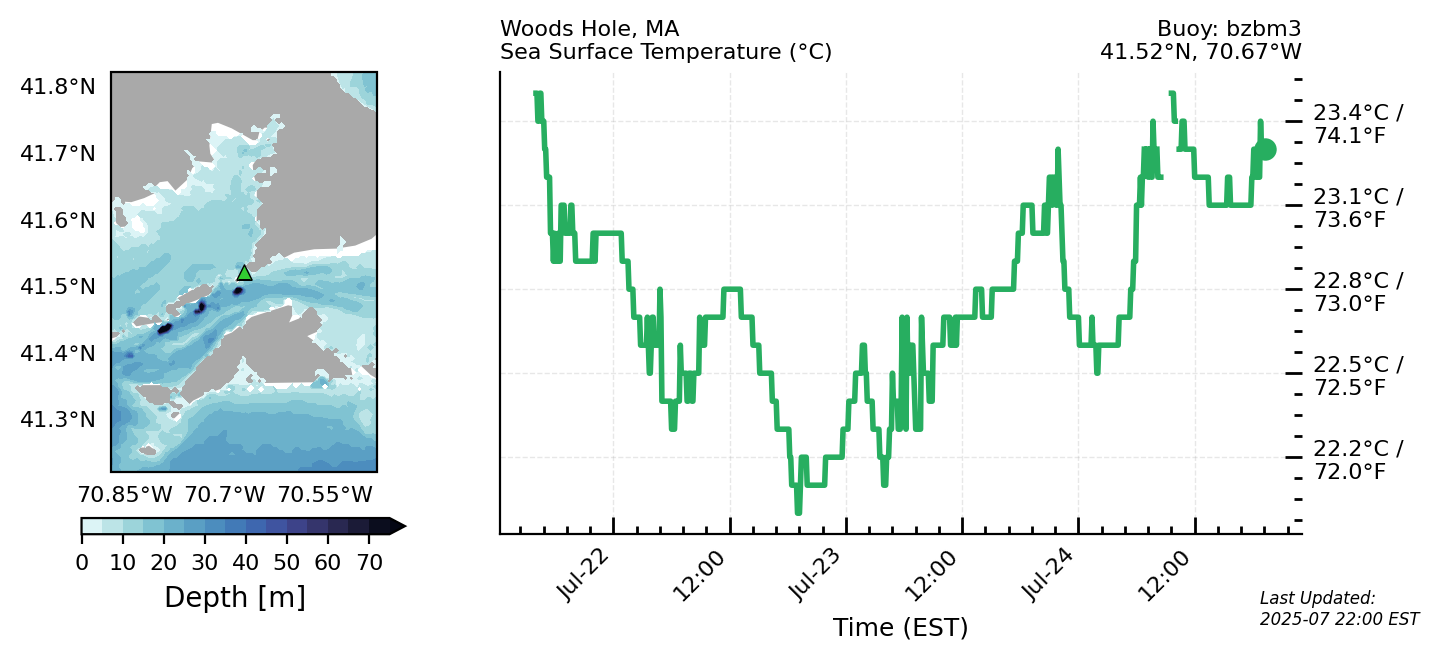 Woods Hole, MA
Sea Surface Temperature (°C)
Buoy: bzbm3
41.52°N, 70.67°W
41.8°N
41.7°N
41.6°N
41.5°N
41.4°N
41.3°N
70.85°W 70.7°W 70.55°W
0 10 20 30 40 50 60 70
Depth [m]
23.4°C /
74.1°F
23.1°C /
73.6°F
22.8°C /
73.0°F
22.5°C /
72.5°F
22.2°C /
72.0°F
Jul-22 12:00 Jul-23 12:00 Jul-24 12:00
Time (EST)
Last Updated:
2025-07 22:00 EST